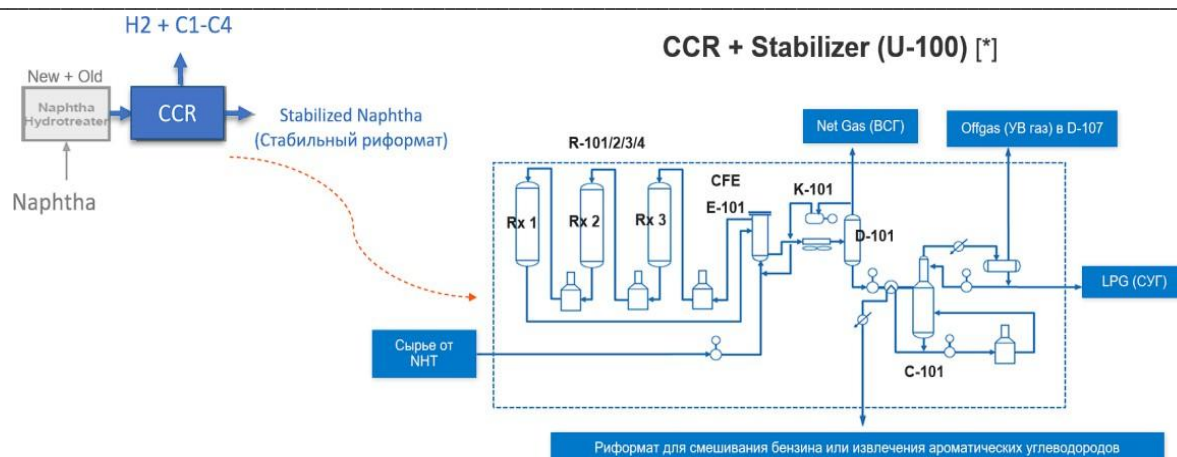 H2 + C1-C4
New + Old
Naphtha
Hydrotreater
CCR
Stabilized Naphtha
(Стабильный риформат)
Naphtha
CCR + Stabilizer (U-100) [*]
Net Gas (ВСГ)
Offgas (УВ газ) в D-107
R-101/2/3/4
CFE
E-101
K-101
Rx 1
Rx 2
Rx 3
D-101
LPG (СУГ)
Сырье от
NHT
C-101
Риформат для смешивания бензина или извлечения ароматических углеводородов